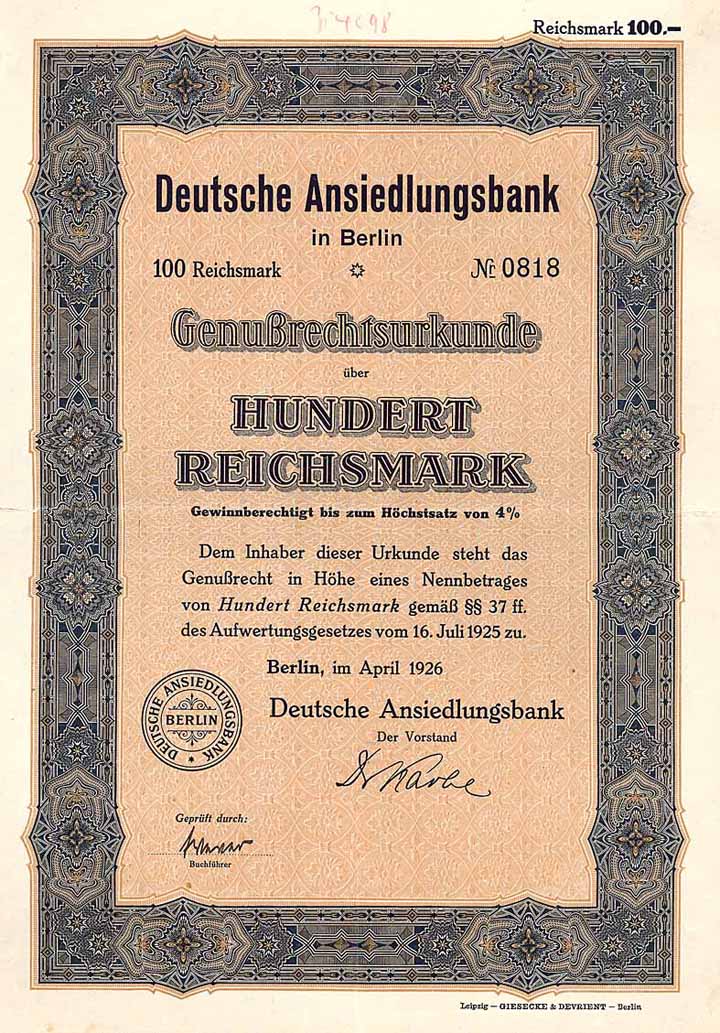 Reichsmark 100.—
Deutsche Ansiedlungsbank
in Berlin
100 Reichsmark № 0818
Genußrechtsurkunde
über
HUNDERT
REICHSMARK
Gewinnberechtigt bis zum Höchstsatz von 4%
Dem Inhaber dieser Urkunde steht das
Genußrecht in Höhe eines Nennbetrages
von Hundert Reichsmark gemäß §§ 37 ff.
des Aufwertungsgesetzes vom 16. Juli 1925 zu.
Berlin, im April 1926
DEUTSCHE ANSIEDLUNGSBANK
BERLIN
Deutsche Ansiedlungsbank
Der Vorstand
Geprüft durch:
Buchführer
Leipzig — GIESECKE & DEVRIENT — Berlin